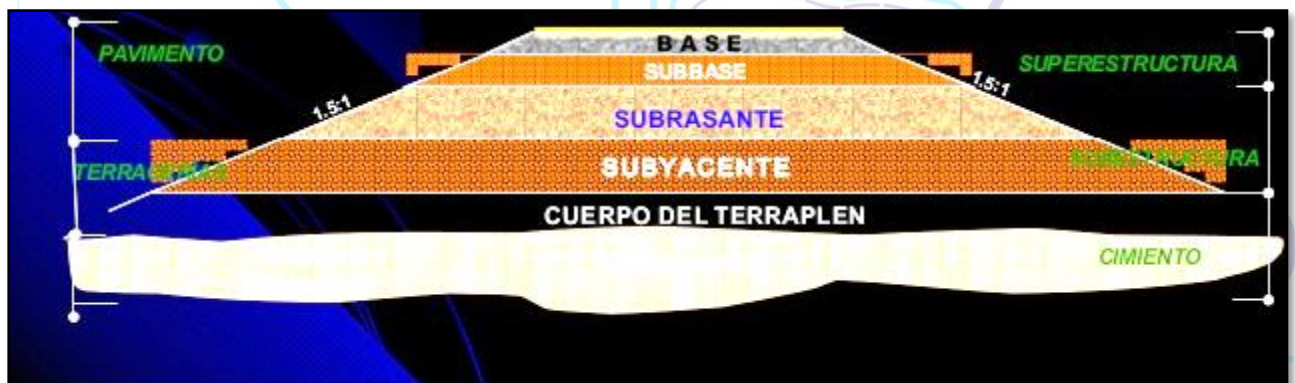 BASE
PAVIMENTO
SUPERESTRUCTURA
SUBBASE
1.5:1
1.5:1
SUBRASANTE
SUBYACENTE
CUERPO DEL TERRAPLEN
CIMIENTO